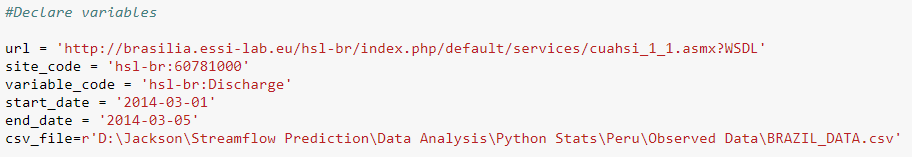 #Declare variables
url = 'http://brasilia.essi-lab.eu/hsl-br/index.php/default/services/cuahsi_1_1.asmx?WSDL'
site_code = 'hsl-br:60781000'
variable_code = 'hsl-br:Discharge'
start_date = '2014-03-01'
end_date = '2014-03-05'
csv_file=r'D:\Jackson\Streamflow Prediction\Data Analysis\Python Stats\Peru\Observed Data\BRAZIL_DATA.csv'